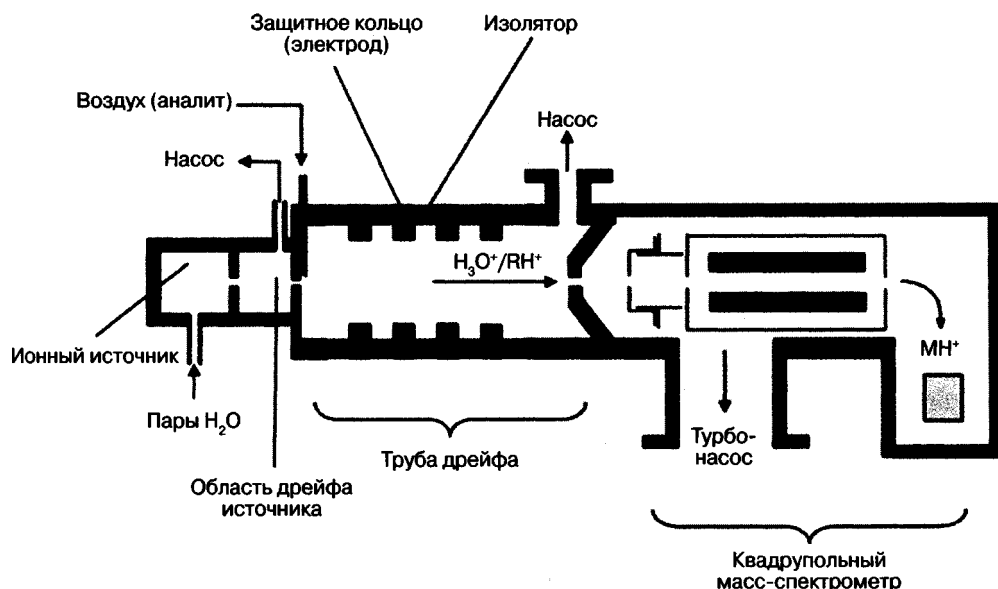 Защитное кольцо
(электрод)
Изолятор
Воздух (аналит)
Насос
Насос
H₃O⁺/RH⁺
Ионный источник
MH⁺
Пары H₂O
Труба дрейфа
Турбо-
насос
Область дрейфа
источника
Квадрупольный
масс-спектрометр